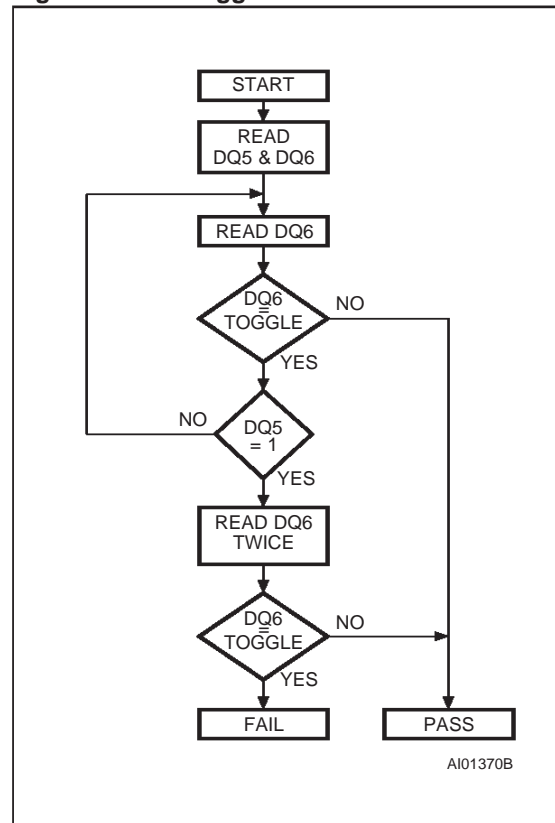 START
READ
DQ5 & DQ6
READ DQ6
DQ6
=
TOGGLE
NO
YES
NO
DQ5
= 1
YES
READ DQ6
TWICE
DQ6
=
TOGGLE
NO
YES
FAIL
PASS
AI01370B